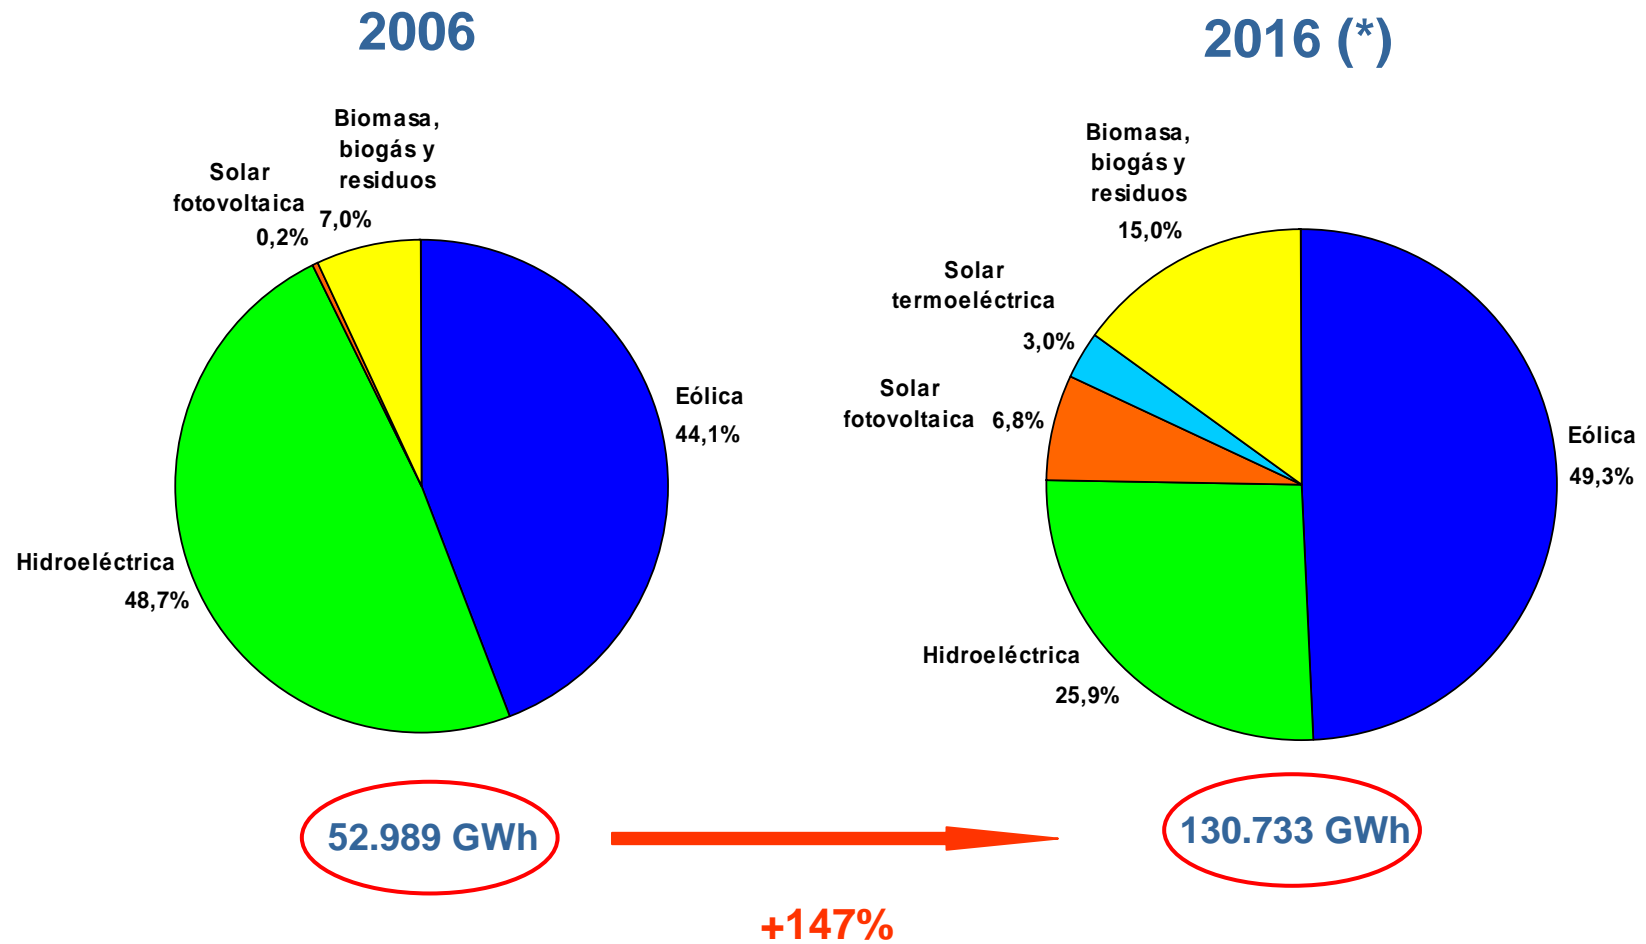 2006
Biomasa,
biogás y
residuos
7,0%
Solar
fotovoltaica
0,2%
Eólica
44,1%
Hidroeléctrica
48,7%
52.989 GWh
2016 (*)
Biomasa,
biogás y
residuos
15,0%
Solar
termoeléctrica
3,0%
Solar
fotovoltaica 6,8%
Eólica
49,3%
Hidroeléctrica
25,9%
130.733 GWh
+147%